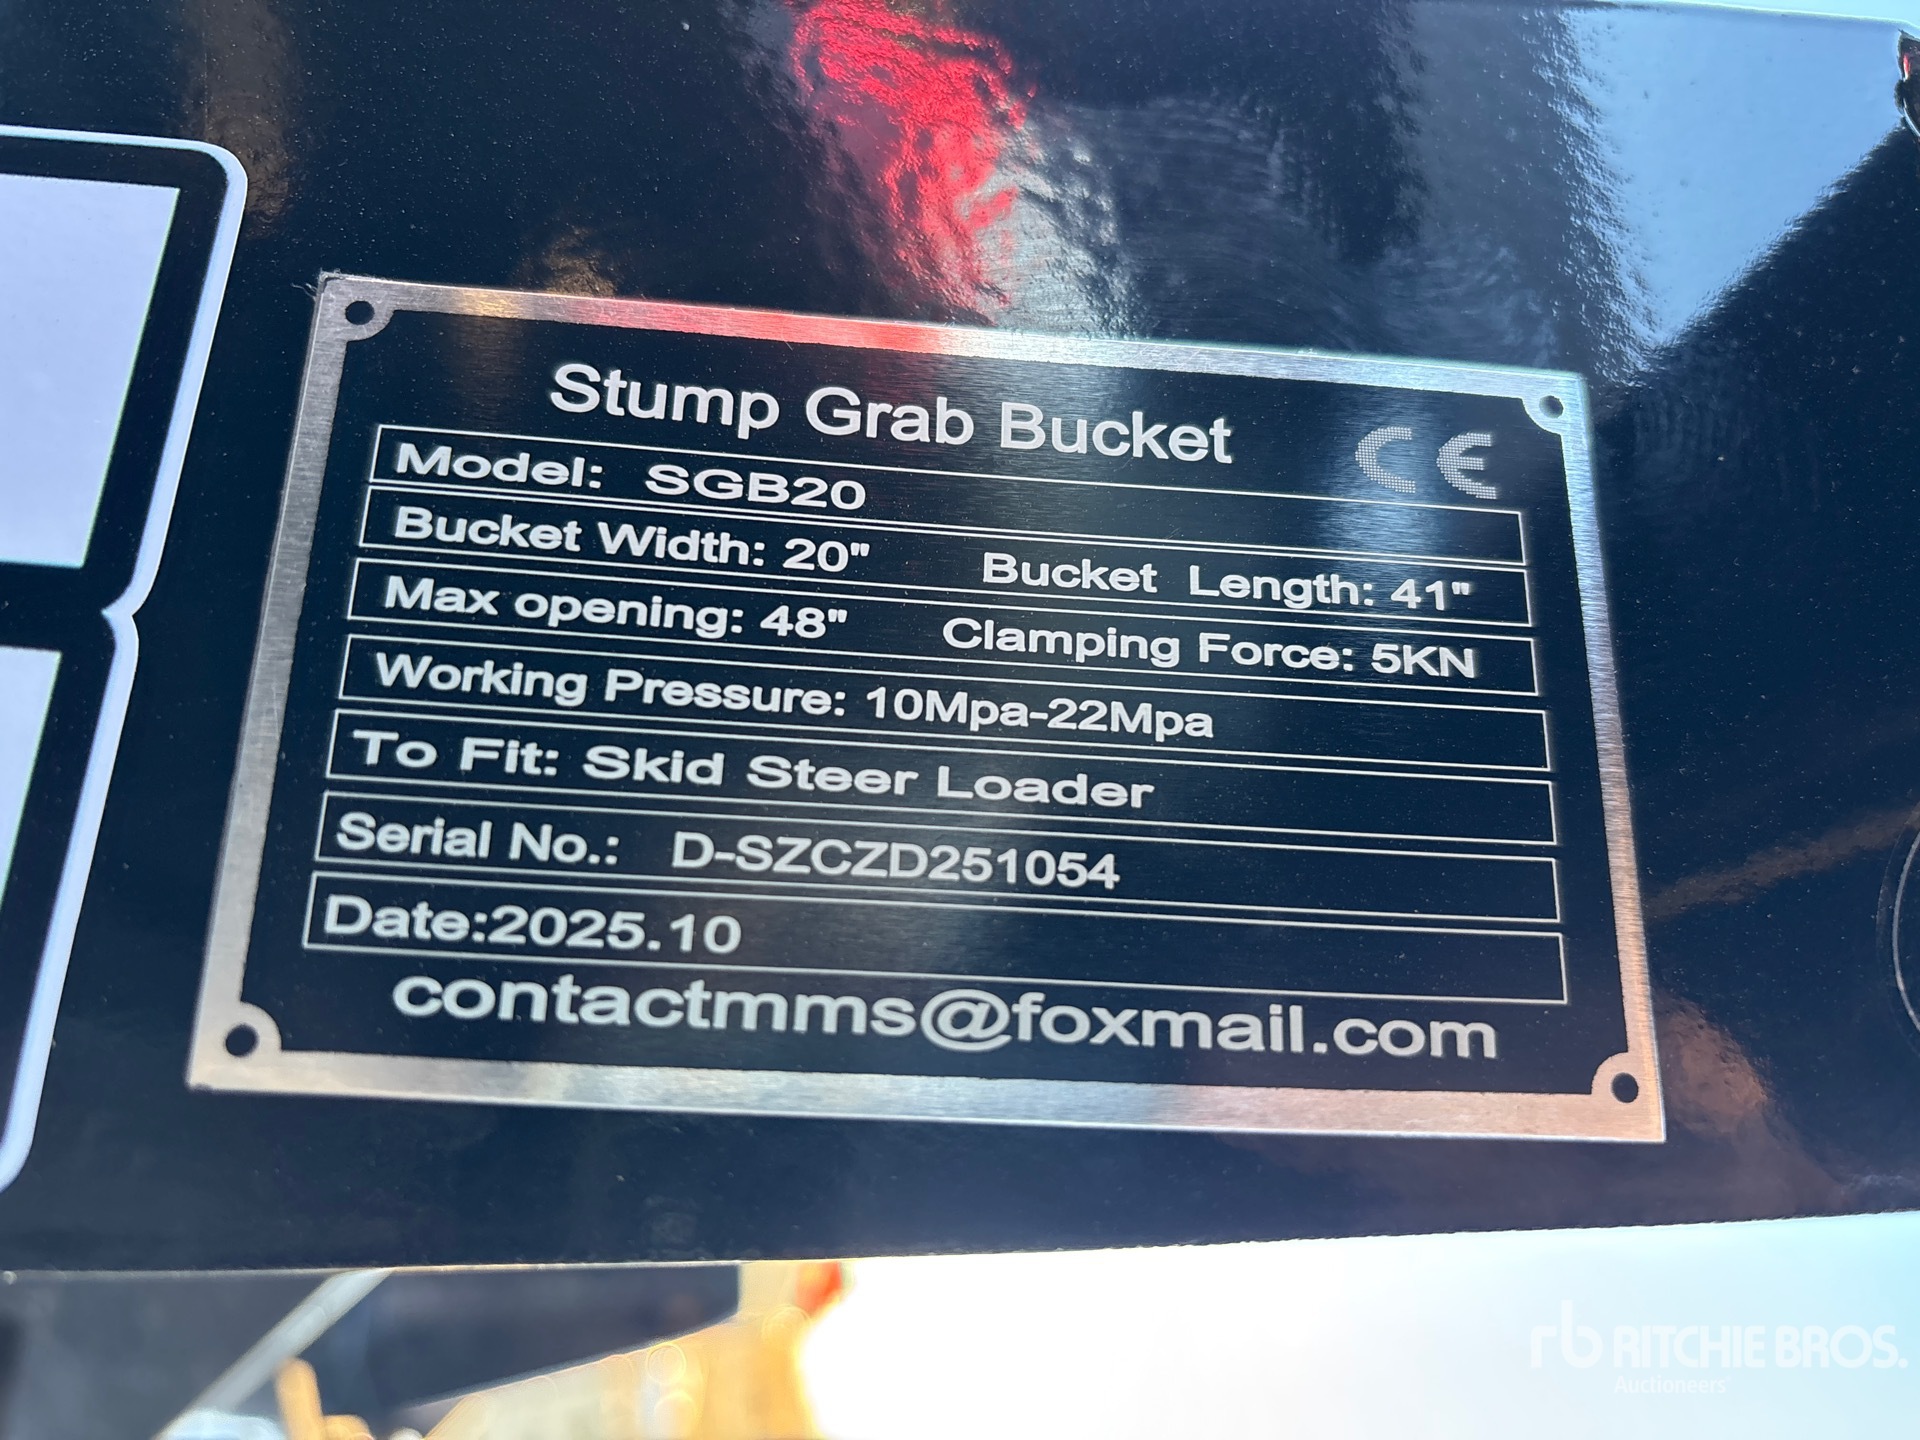 Stump Grab Bucket
CE
Model: SGB20
Bucket Width: 20" Bucket Length: 41"
Max opening: 48" Clamping Force: 5KN
Working Pressure: 10Mpa-22Mpa
To Fit: Skid Steer Loader
Serial No.: D-SZCZD251054
Date:2025.10
contactmms@foxmail.com
rb RITCHIE BROS.
Auctioneers